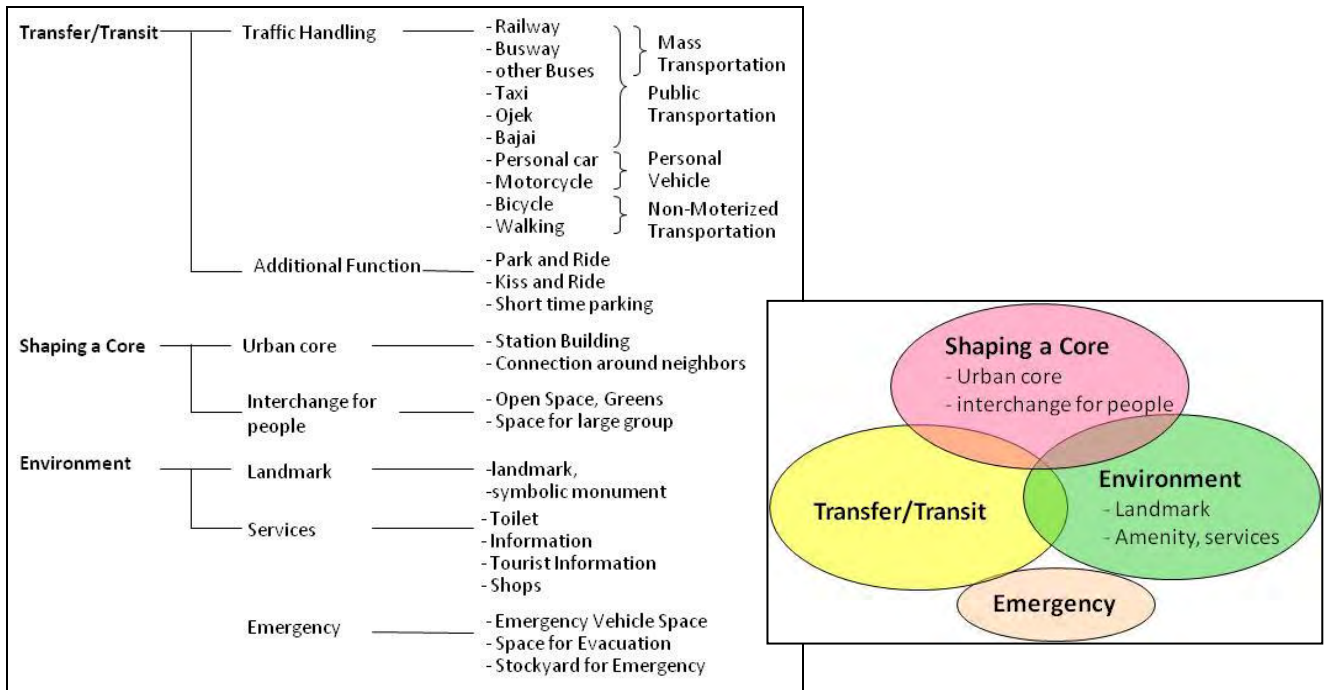 Transfer/Transit
Traffic Handling
- Railway
- Busway
- other Buses
- Taxi
- Ojek
- Bajai
- Personal car
- Motorcycle
- Bicycle
- Walking
Mass
Transportation
Public
Transportation
Personal
Vehicle
Non-Moterized
Transportation
Additional Function
- Park and Ride
- Kiss and Ride
- Short time parking
Shaping a Core
Urban core
- Station Building
- Connection around neighbors
Interchange for
people
- Open Space, Greens
- Space for large group
Environment
Landmark
-landmark,
-symbolic monument
Services
- Toilet
- Information
- Tourist Information
- Shops
Emergency
- Emergency Vehicle Space
- Space for Evacuation
- Stockyard for Emergency
Shaping a Core
- Urban core
- interchange for people
Transfer/Transit
Environment
- Landmark
- Amenity, services
Emergency